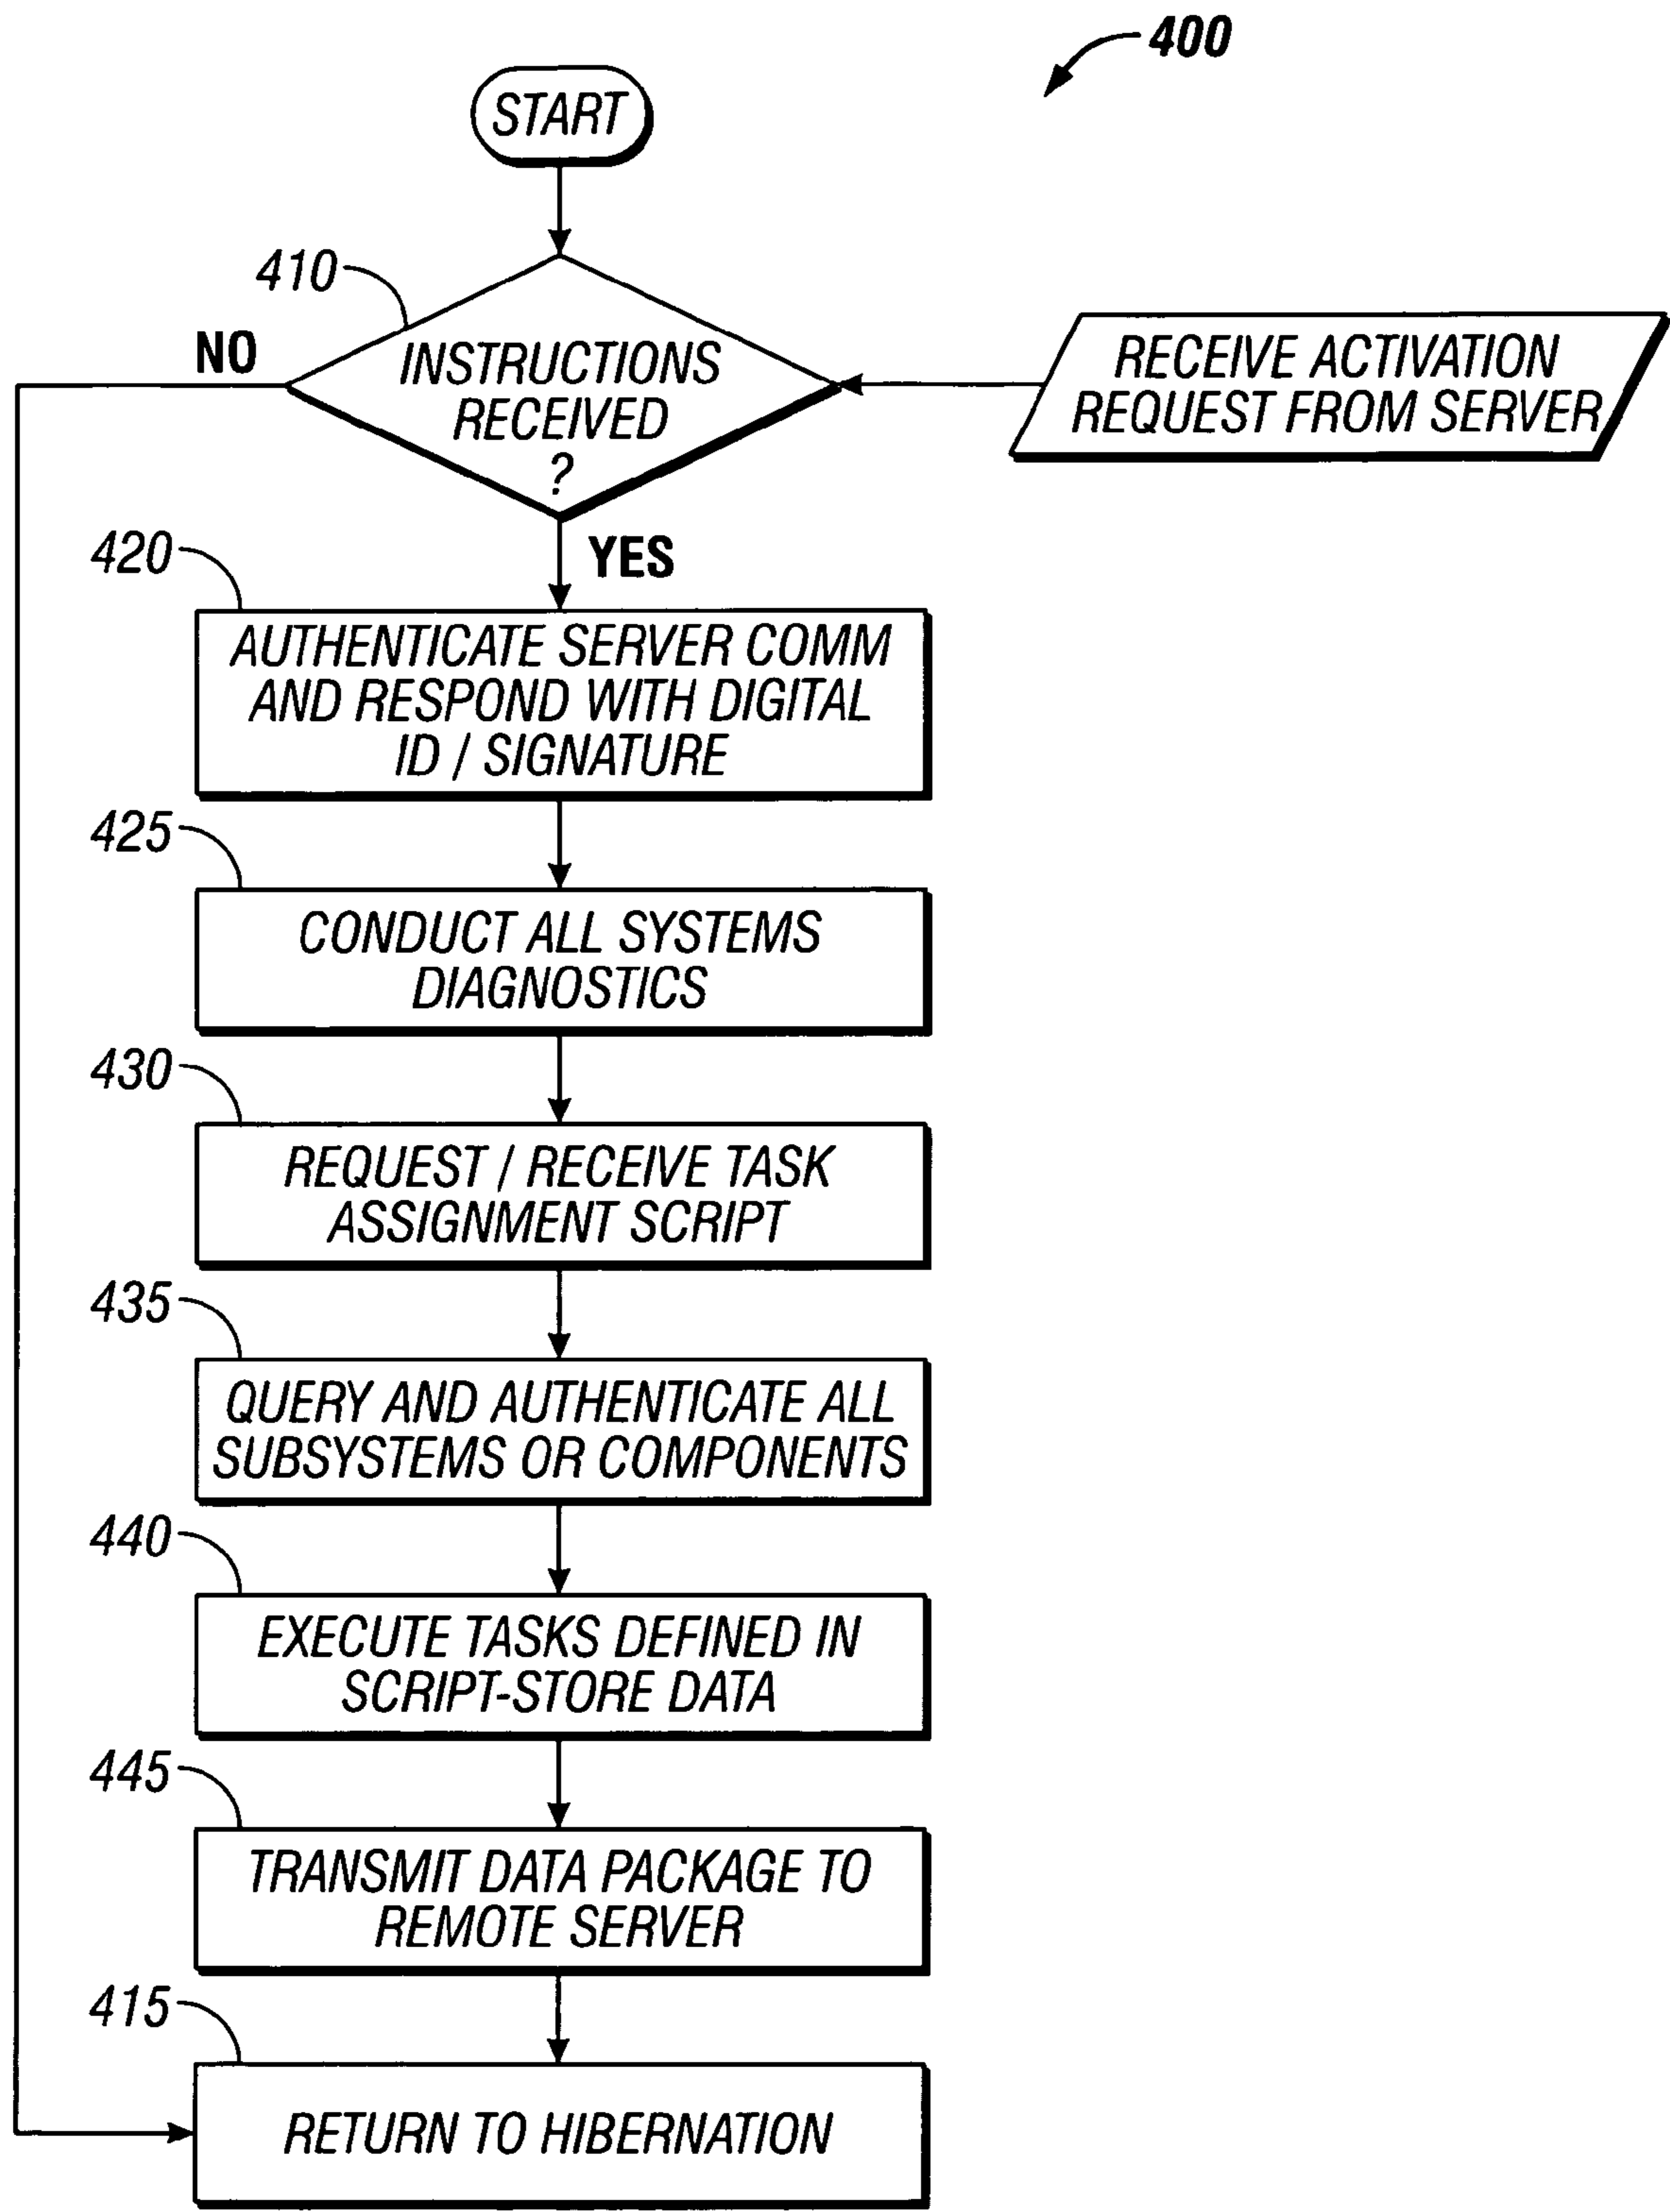 400
START
410
NO
INSTRUCTIONS
RECEIVED
?
RECEIVE ACTIVATION
REQUEST FROM SERVER
YES
420
AUTHENTICATE SERVER COMM
AND RESPOND WITH DIGITAL
ID / SIGNATURE
425
CONDUCT ALL SYSTEMS
DIAGNOSTICS
430
REQUEST / RECEIVE TASK
ASSIGNMENT SCRIPT
435
QUERY AND AUTHENTICATE ALL
SUBSYSTEMS OR COMPONENTS
440
EXECUTE TASKS DEFINED IN
SCRIPT-STORE DATA
445
TRANSMIT DATA PACKAGE TO
REMOTE SERVER
415
RETURN TO HIBERNATION